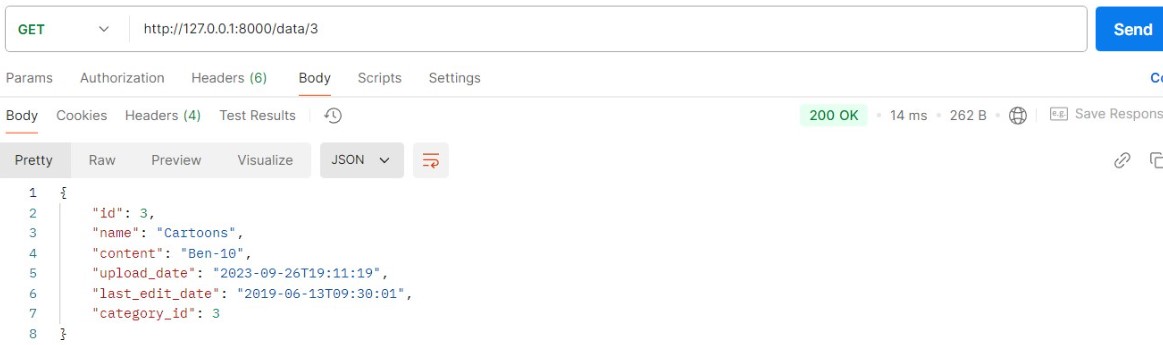 GET http://127.0.0.1:8000/data/3 Send
Params Authorization Headers (6) Body Scripts Settings Co
Body Cookies Headers (4) Test Results 200 OK • 14 ms • 262 B • e.g. Save Respons
Pretty Raw Preview Visualize JSON
1 {
2 "id": 3,
3 "name": "Cartoons",
4 "content": "Ben-10",
5 "upload_date": "2023-09-26T19:11:19",
6 "last_edit_date": "2019-06-13T09:30:01",
7 "category_id": 3
8 }